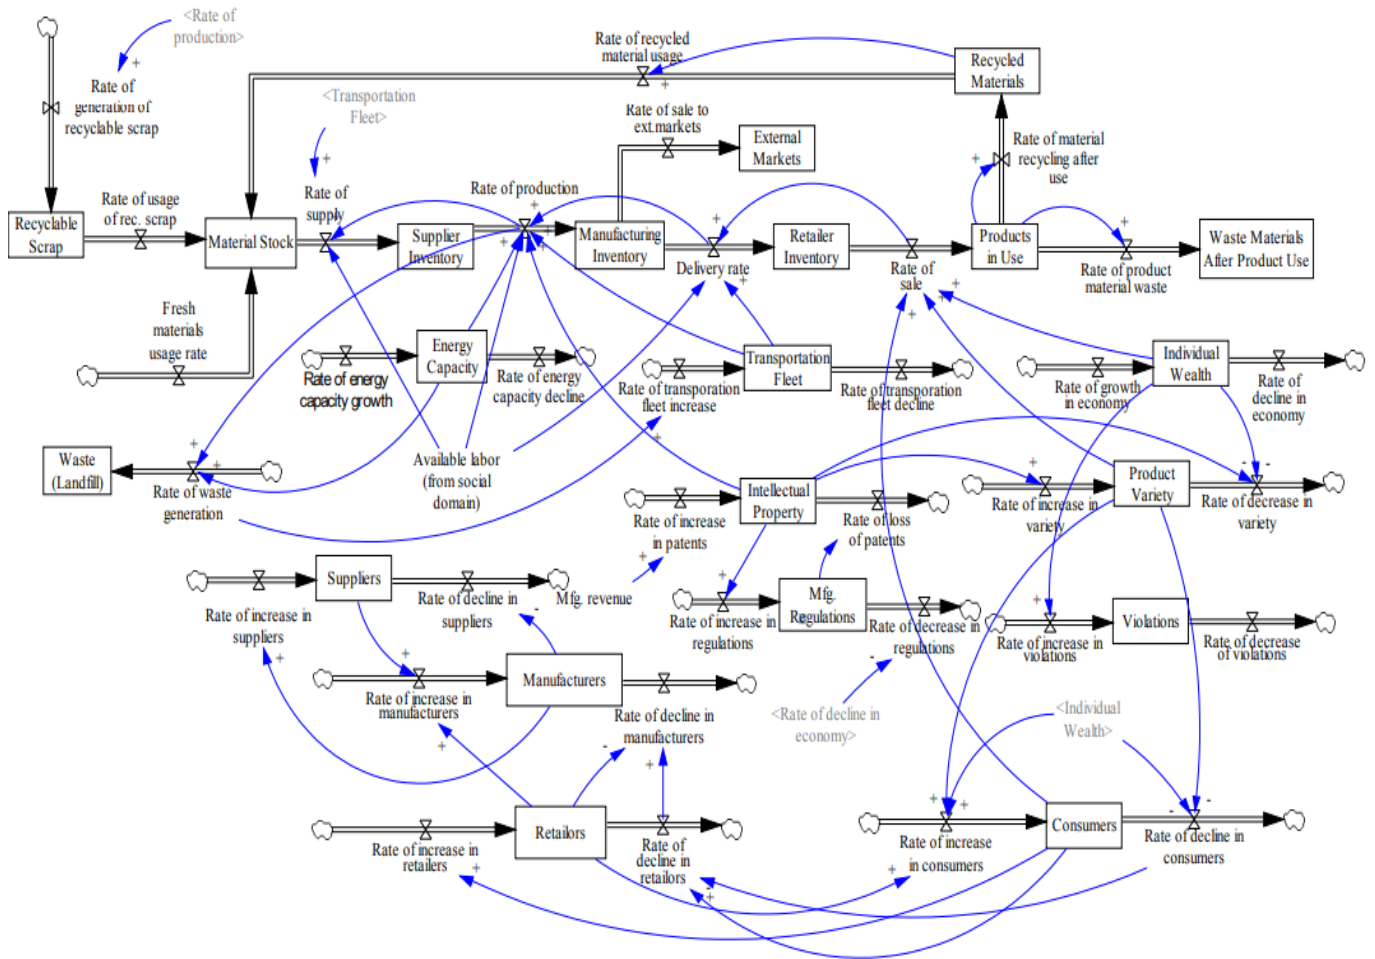 <Rate of
production>
Rate of
generation of
recyclable scrap
Rate of recycled
material usage
+
Recycled
Materials
<Transportation
Fleet>
+
Rate of sale to
ext.markets
External
Markets
Rate of material
recycling after
use
+
Rate of usage
of rec. scrap
Rate of
supply
+
Rate of production
+
+
Recyclable
Scrap
Material Stock
Supplier
Inventory
Manufacturing
Inventory
Delivery rate
+
+
Retailer
Inventory
Rate of
sale
+
+
+
Products
in Use
+
Rate of product
material waste
Waste Materials
After Product Use
Fresh
materials
usage rate
Energy
Capacity
Rate of energy
capacity growth
Rate of energy
capacity decline
Transportation
Fleet
Rate of transporation
fleet increase
+
Rate of transporation
fleet decline
Individual
Wealth
Rate of growth
in economy
Rate of
decline in
economy
Waste
(Landfill)
+
+
Rate of waste
generation
Available labor
(from social
domain)
Intellectual
Property
Rate of increase
in patents
+
Rate of loss
of patents
Product
Variety
+
Rate of increase in
variety
- -
Rate of decrease in
variety
Suppliers
Rate of increase in
suppliers
+
Rate of decline in
suppliers
-
Mfg. revenue
+
Rate of increase in
regulations
Mfg.
Regulations
Rate of decrease in
regulations
-
+
Rate of increase in
violations
Violations
Rate of decrease
of violations
+
Rate of increase in
manufacturers
+
Manufacturers
Rate of decline in
manufacturers
-
+
<Rate of decline in
economy>
<Individual
Wealth>
Rate of increase in
retailers
+
Retailors
Rate of
decline in
retailors
-
+
+ +
Rate of increase
in consumers
+
Consumers
- -
Rate of decline in
consumers